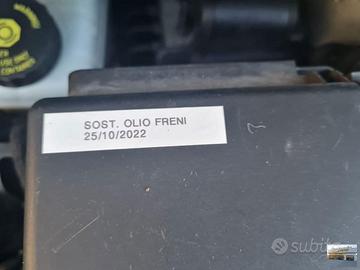 SOST. OLIO FRENI
25/10/2022
subito